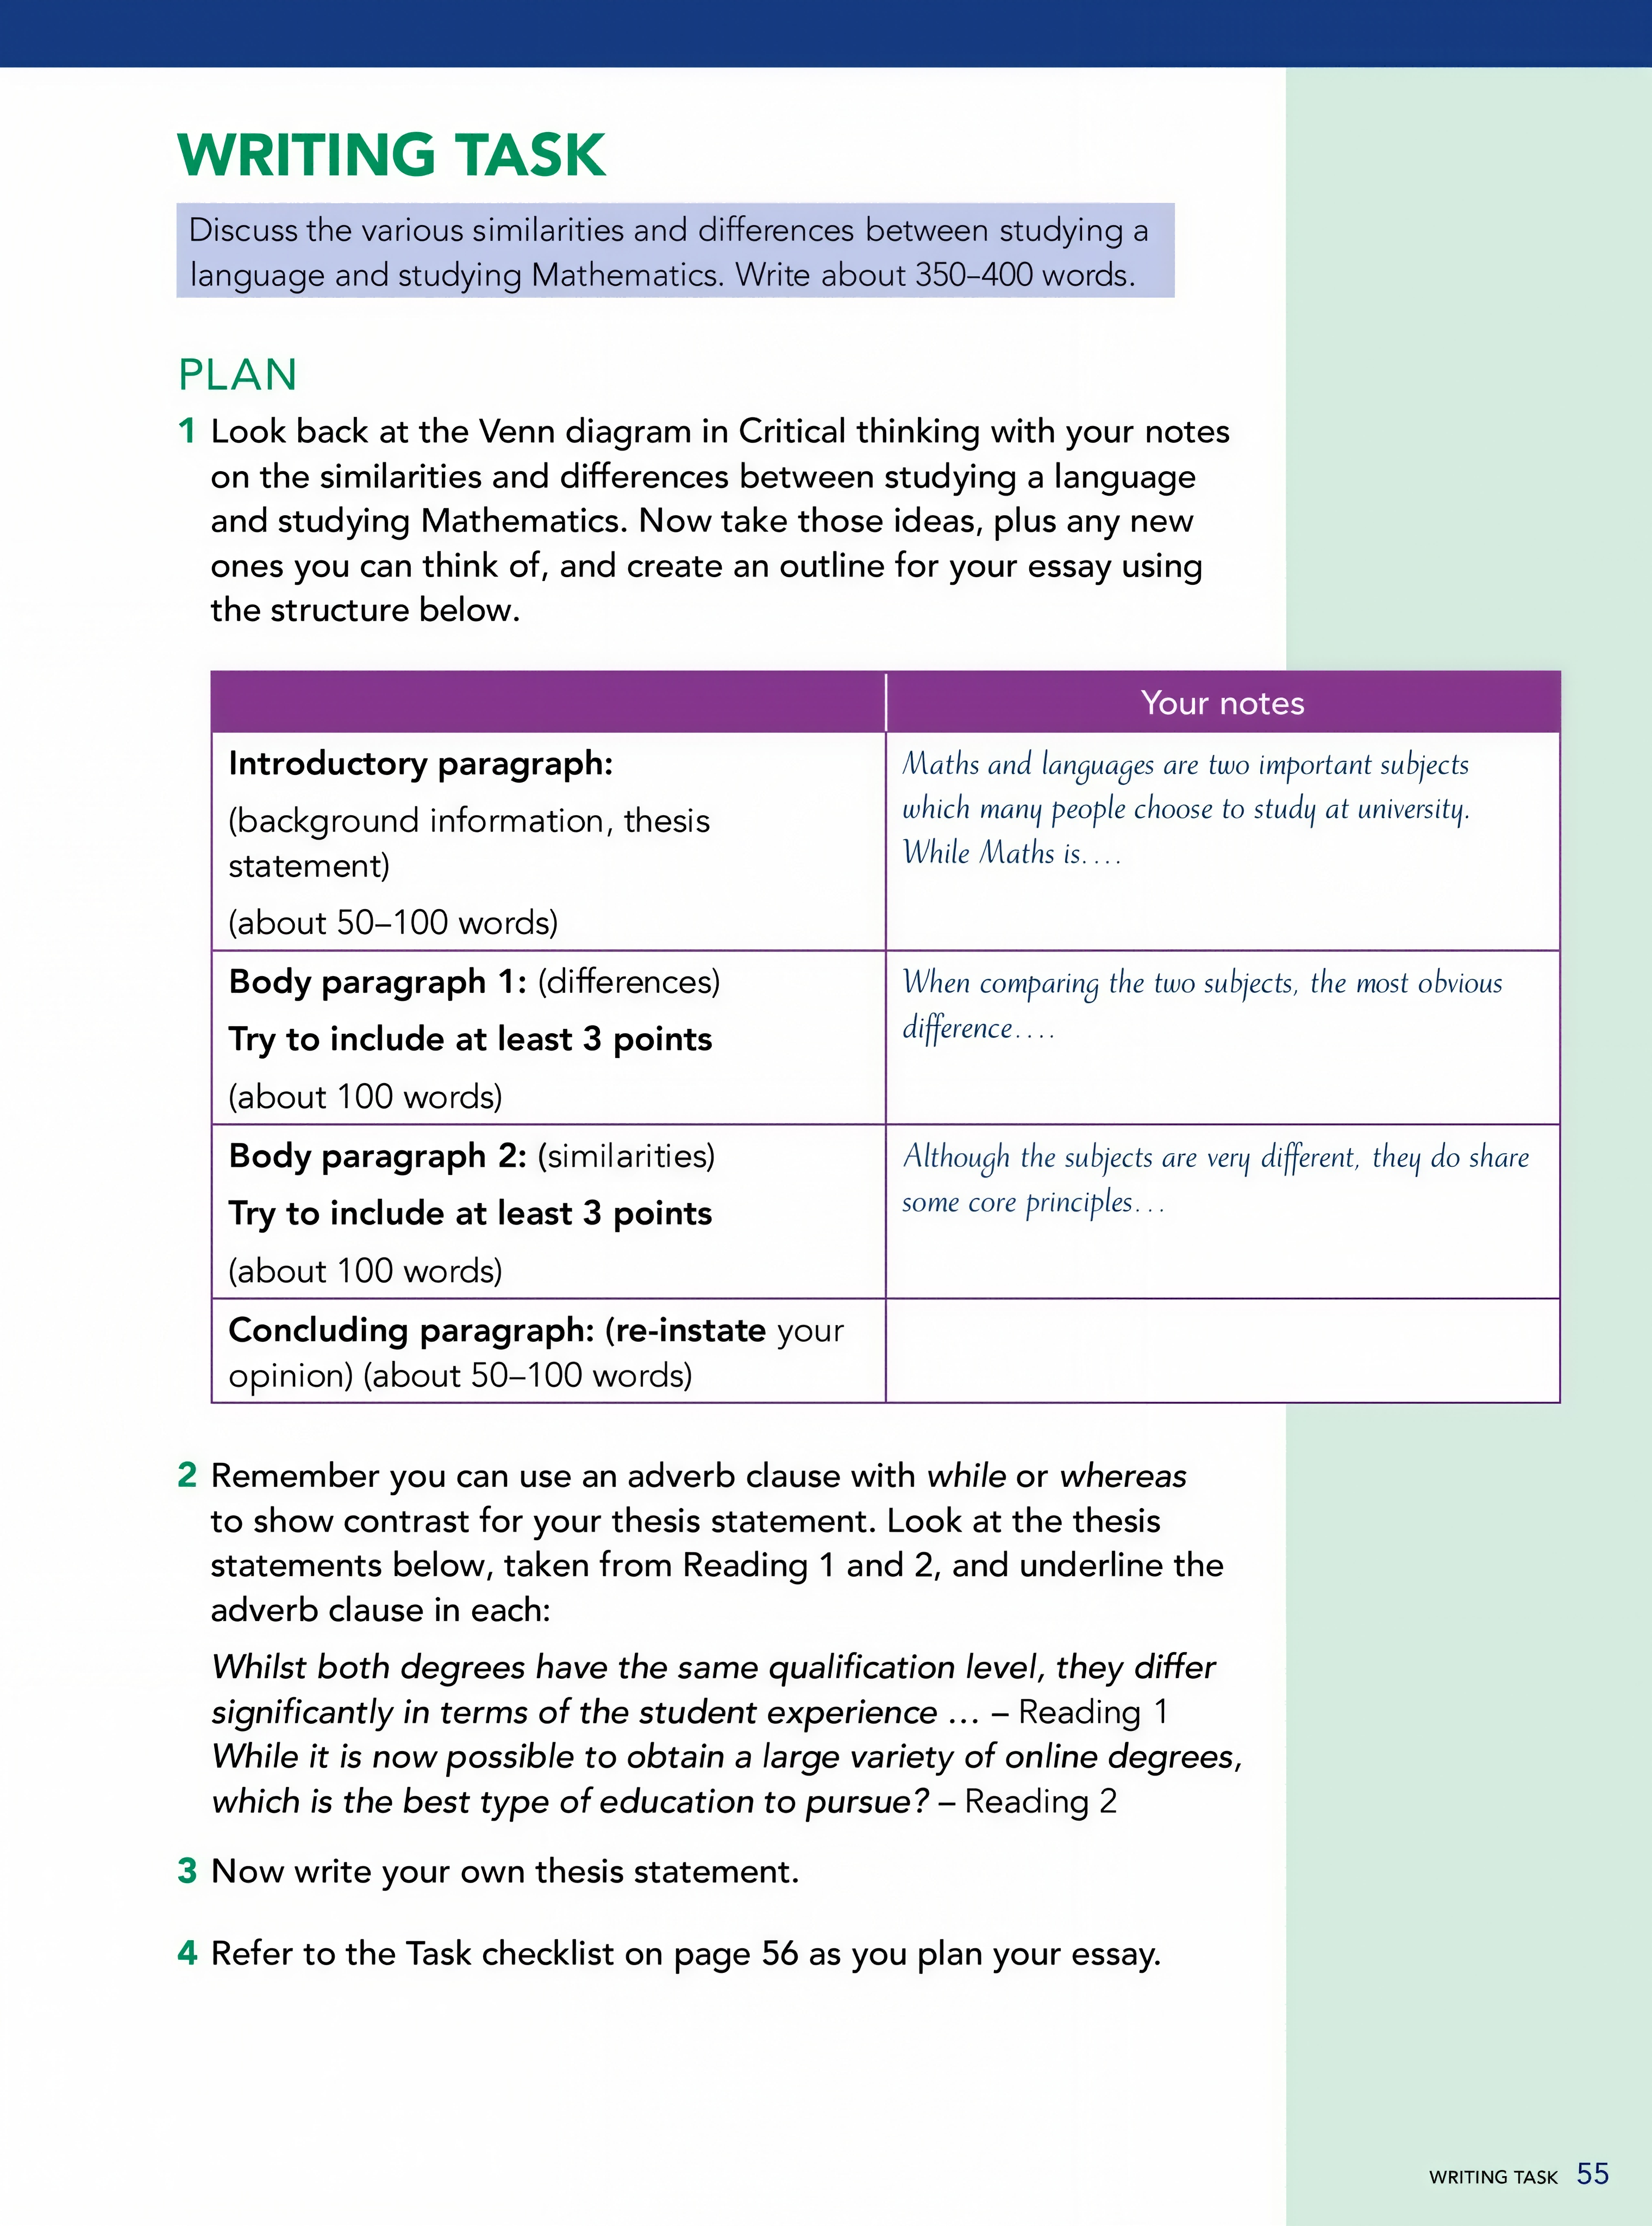 WRITING TASK
Discuss the various similarities and differences between studying a
language and studying Mathematics. Write about 350–400 words.
PLAN
1 Look back at the Venn diagram in Critical thinking with your notes
on the similarities and differences between studying a language
and studying Mathematics. Now take those ideas, plus any new
ones you can think of, and create an outline for your essay using
the structure below.
Your notes
Introductory paragraph:
(background information, thesis
statement)
(about 50–100 words)
Maths and languages are two important subjects
which many people choose to study at university.
While Maths is....
Body paragraph 1: (differences)
Try to include at least 3 points
(about 100 words)
When comparing the two subjects, the most obvious
difference....
Body paragraph 2: (similarities)
Try to include at least 3 points
(about 100 words)
Although the subjects are very different, they do share
some core principles...
Concluding paragraph: (re-instate your
opinion) (about 50–100 words)
2 Remember you can use an adverb clause with while or whereas
to show contrast for your thesis statement. Look at the thesis
statements below, taken from Reading 1 and 2, and underline the
adverb clause in each:
Whilst both degrees have the same qualification level, they differ
significantly in terms of the student experience ... – Reading 1
While it is now possible to obtain a large variety of online degrees,
which is the best type of education to pursue? – Reading 2
3 Now write your own thesis statement.
4 Refer to the Task checklist on page 56 as you plan your essay.
WRITING TASK 55